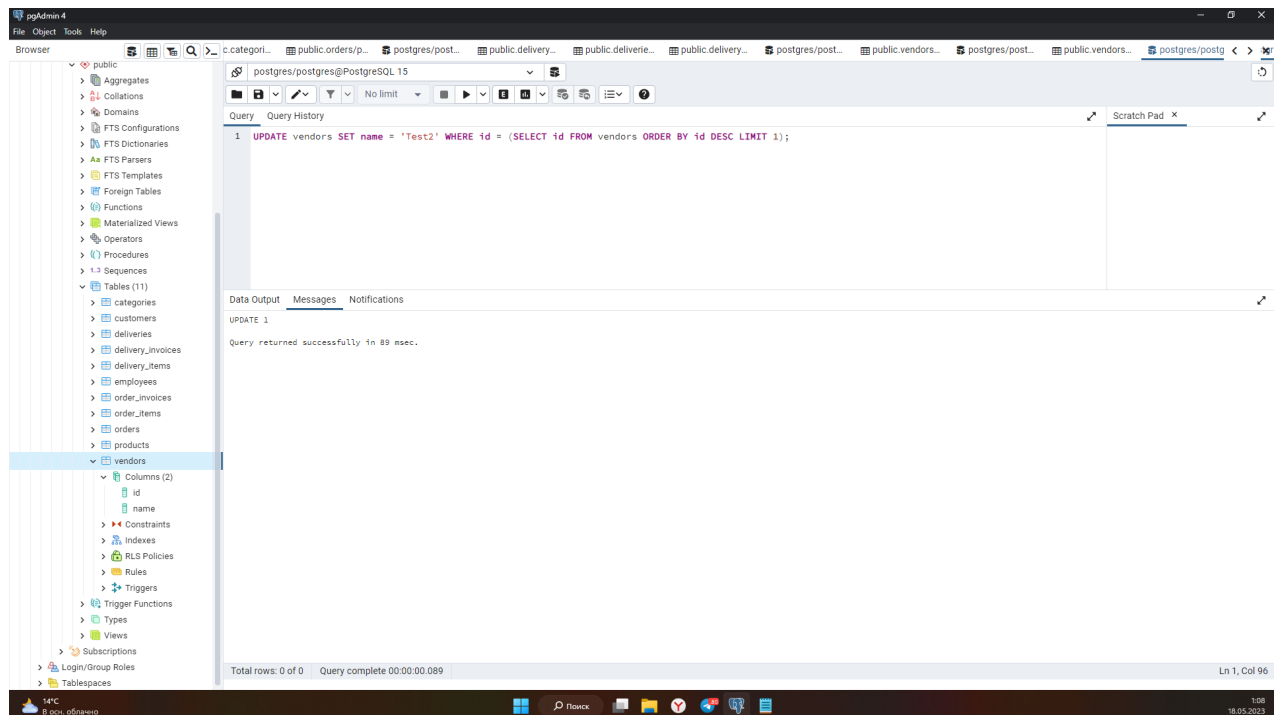 pgAdmin 4
File Object Tools Help
Browser
c.categori... public.orders/p... postgres/post... public.delivery... public.deliverie... public.delivery... postgres/post... public.vendors... postgres/post... public.vendors... postgres/postg
public
Aggregates
Collations
Domains
FTS Configurations
FTS Dictionaries
Aa FTS Parsers
FTS Templates
Foreign Tables
Functions
Materialized Views
Operators
Procedures
1..3 Sequences
Tables (11)
categories
customers
deliveries
delivery_invoices
delivery_items
employees
order_invoices
order_items
orders
products
vendors
Columns (2)
id
name
Constraints
Indexes
RLS Policies
Rules
Triggers
Trigger Functions
Types
Views
Subscriptions
Login/Group Roles
Tablespaces
postgres/postgres@PostgreSQL 15
No limit
E
Query Query History
Scratch Pad ×
1 UPDATE vendors SET name = 'Test2' WHERE id = (SELECT id FROM vendors ORDER BY id DESC LIMIT 1);
Data Output Messages Notifications
UPDATE 1
Query returned successfully in 89 msec.
Total rows: 0 of 0 Query complete 00:00:00.089 Ln 1, Col 96
14°C
В осн. облачно
Поиск
1:08
18.05.2023